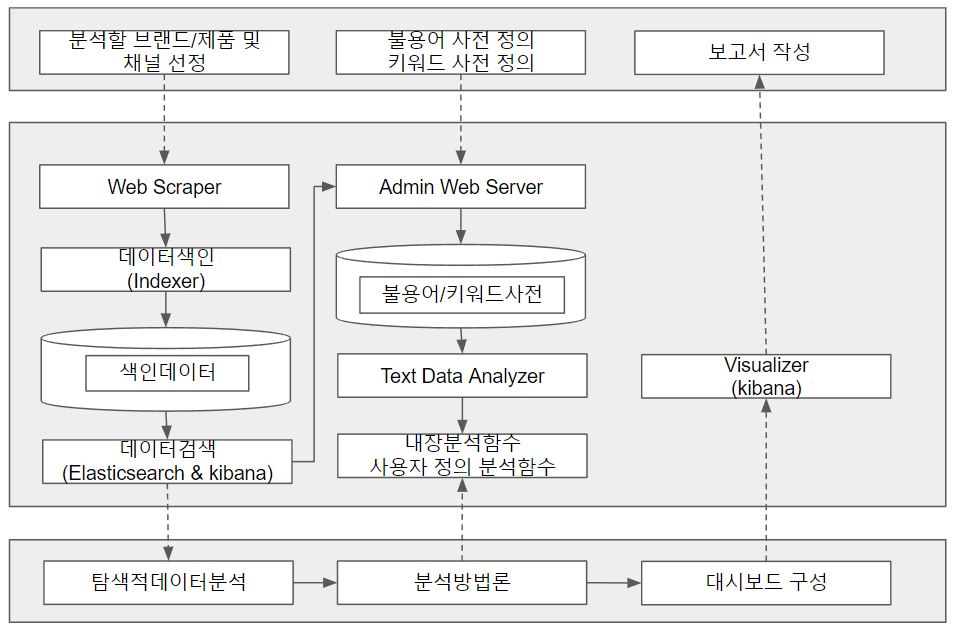 분석할 브랜드/제품 및
채널 선정
불용어 사전 정의
키워드 사전 정의
보고서 작성
Web Scraper
Admin Web Server
데이터색인
(Indexer)
불용어/키워드사전
색인데이터
Text Data Analyzer
Visualizer
(kibana)
데이터검색
(Elasticsearch & kibana)
내장분석함수
사용자 정의 분석함수
탐색적데이터분석
분석방법론
대시보드 구성